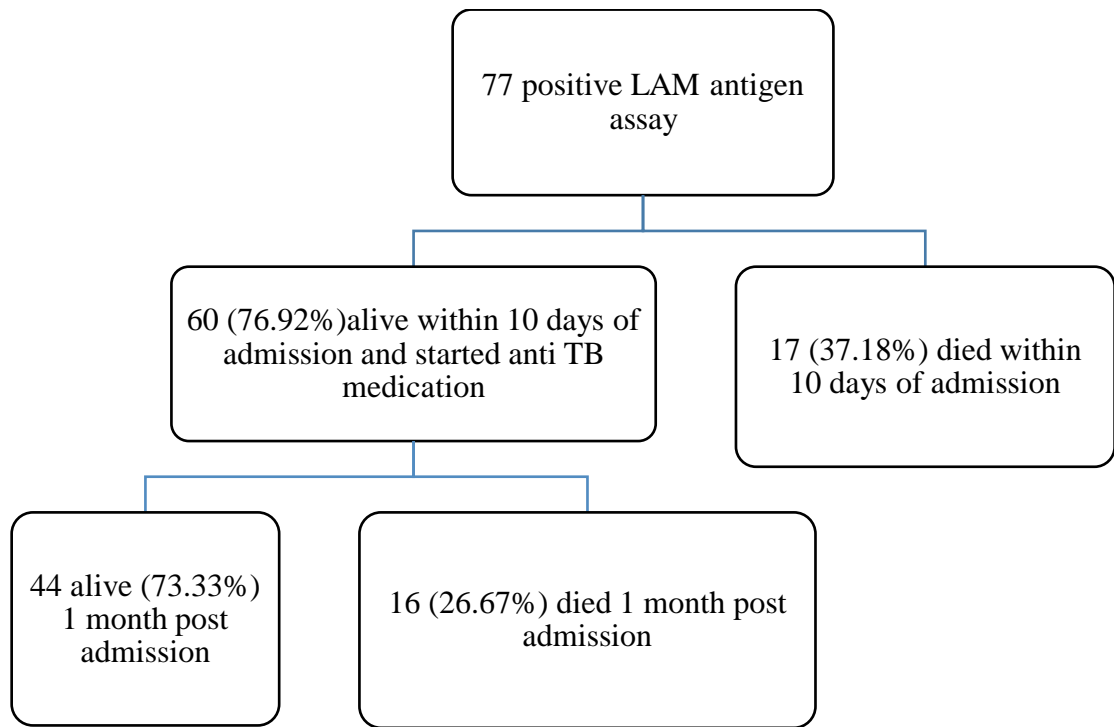 77 positive LAM antigen
assay
60 (76.92%)alive within 10 days of
admission and started anti TB
medication
17 (37.18%) died within
10 days of admission
44 alive (73.33%)
1 month post
admission
16 (26.67%) died 1 month post
admission